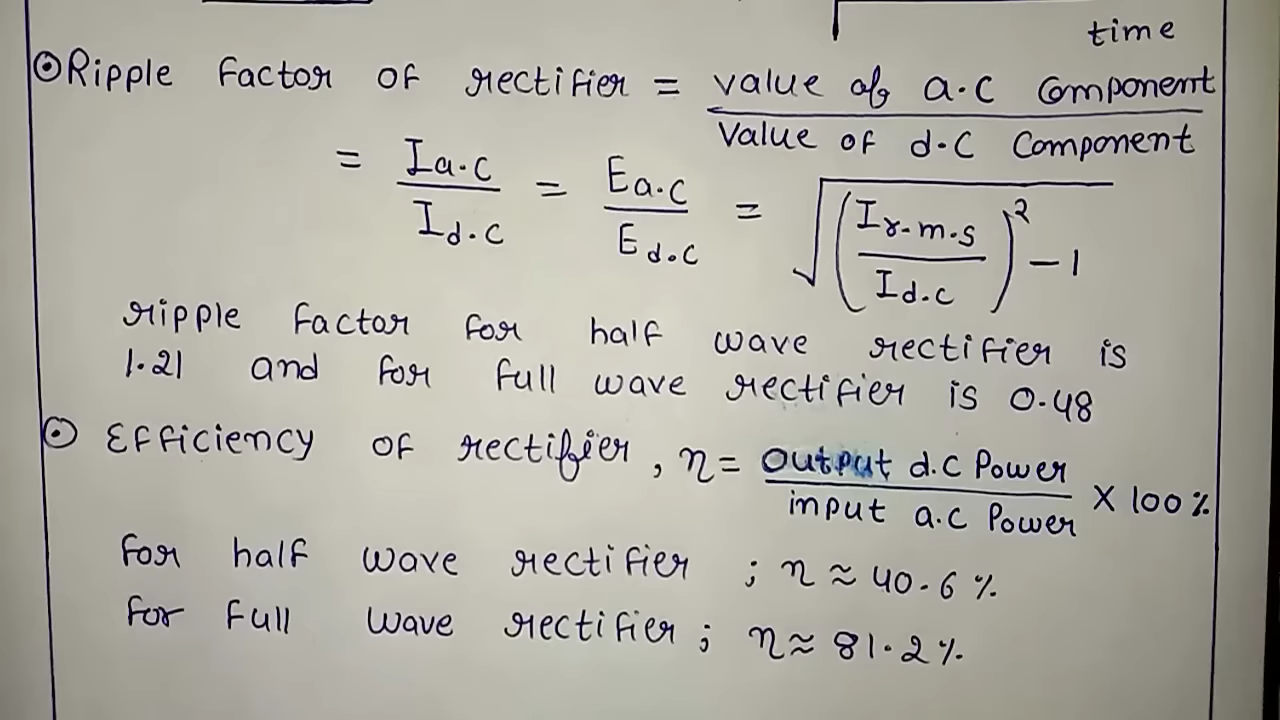 time
⊙Ripple factor of rectifier = value of a.c component
Value of d.c component
= Ia.c / Id.c = Ea.c / Ed.c = √((Ir.m.s / Id.c)² - 1)
ripple factor for half wave rectifier is
1.21 and for full wave rectifier is 0.48
⊙ Efficiency of rectifier, η = output d.c Power / input a.c Power × 100%
for half wave rectifier ; η ≈ 40.6 %
for full wave rectifier ; η ≈ 81.2 %